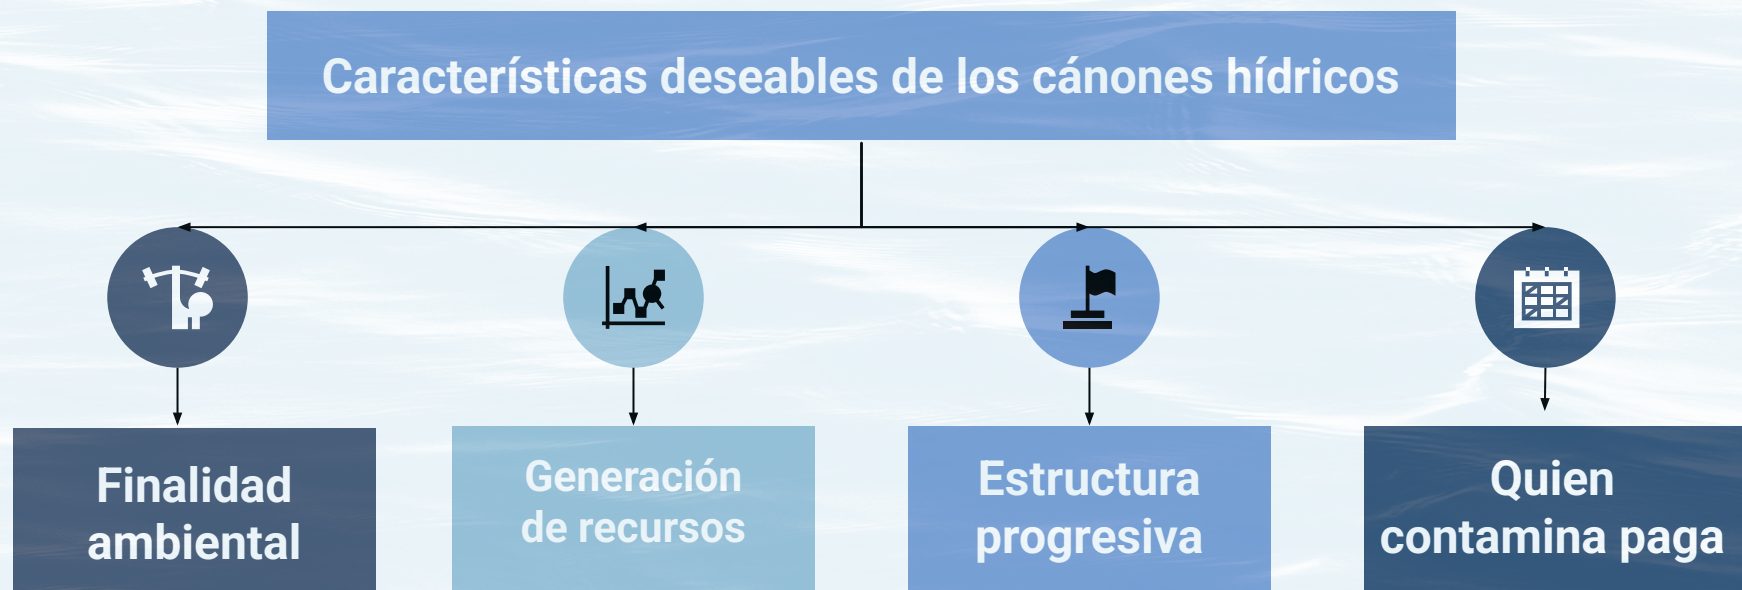 Características deseables de los cánones hídricos
Finalidad
ambiental
Generación
de recursos
Estructura
progresiva
Quien
contamina paga